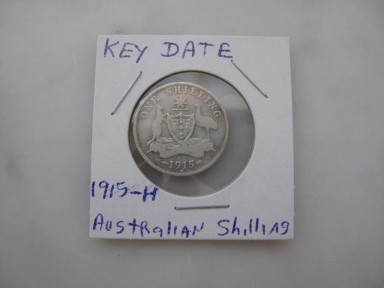 KEY DATE
ONE SHILLING
1915
1915-H
AUSTRALIAN Shilling